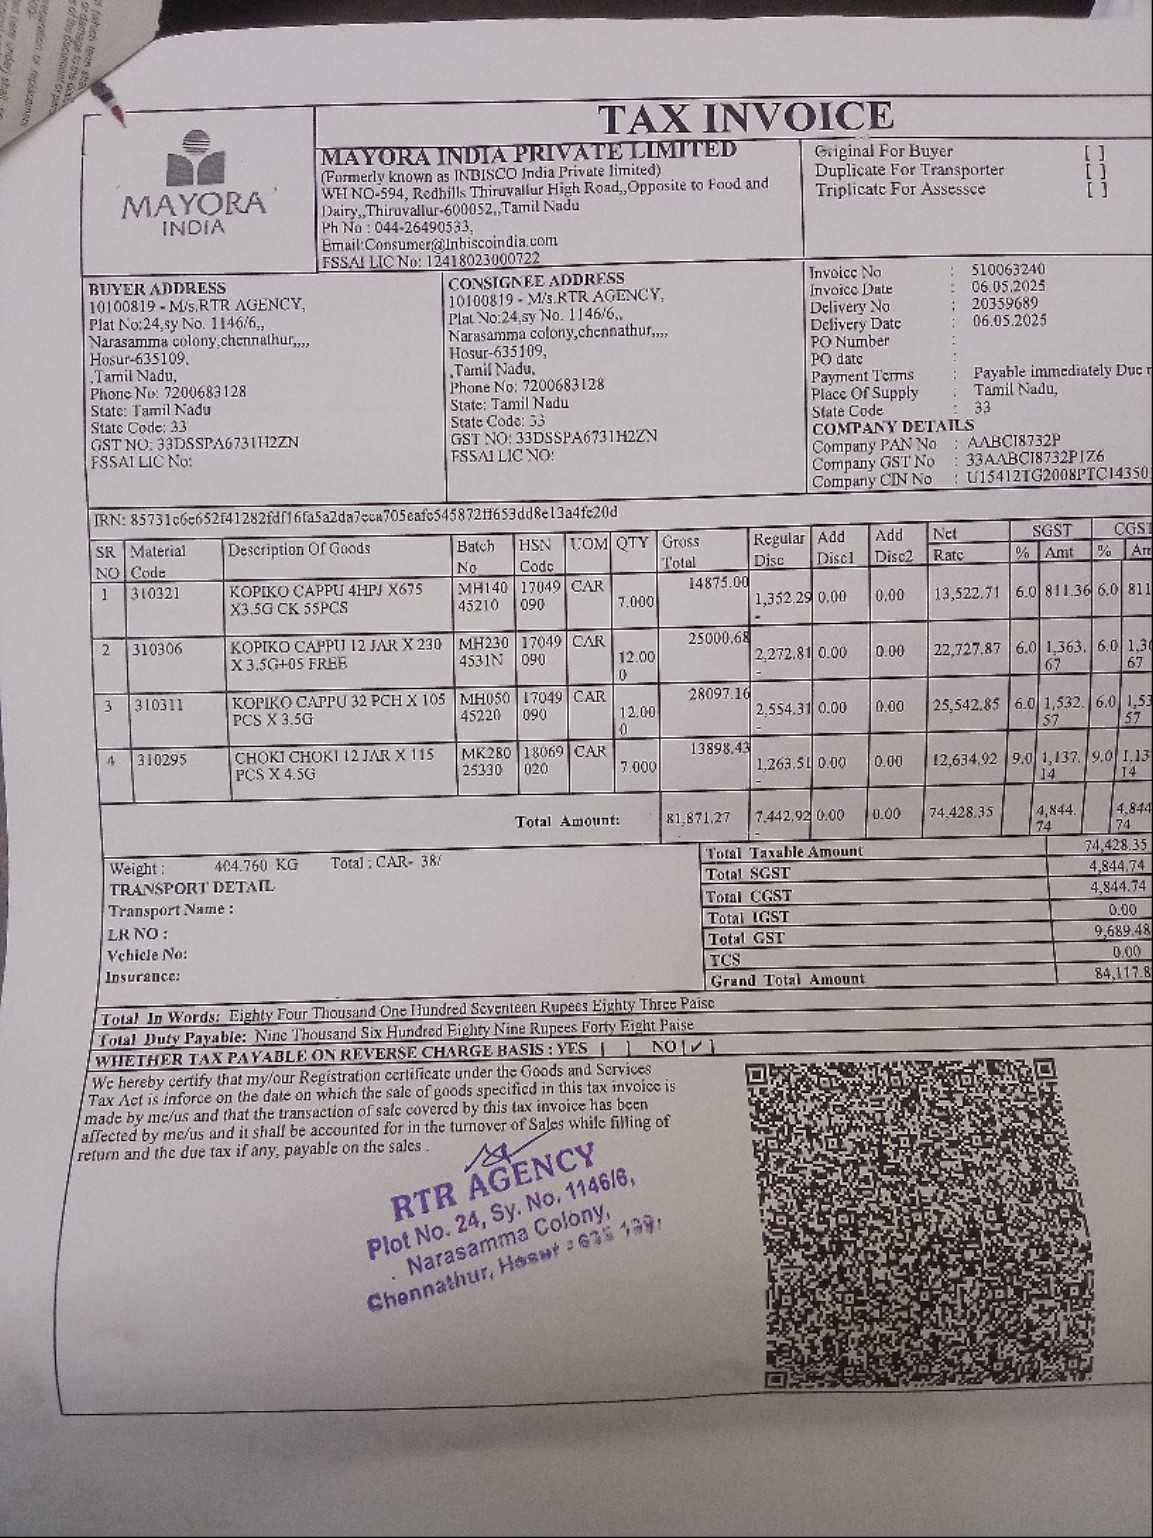 TAX INVOICE
MAYORA
INDIA
MAYORA INDIA PRIVATE LIMITED
(Formerly known as INBISCO India Private limited)
WH NO-594, Redhills Thiruvallur High Road,,Opposite to Food and
Dairy,,Thiruvallur-600052,,Tamil Nadu
Ph No : 044-26490533,
Email:Consumer@Inbiscoindia.com
FSSAI LIC No: 12418023000722
Original For Buyer [ ]
Duplicate For Transporter [ ]
Triplicate For Assessee [ ]
BUYER ADDRESS
10100819 - M/s.RTR AGENCY,
Plat No:24,sy No. 1146/6,,
Narasamma colony,chennathur,,,,
Hosur-635109,
,Tamil Nadu,
Phone No: 7200683128
State: Tamil Nadu
State Code: 33
GST NO: 33DSSPA6731H2ZN
FSSAI LIC No:
CONSIGNEE ADDRESS
10100819 - M/s.RTR AGENCY,
Plat No:24,sy No. 1146/6,,
Narasamma colony,chennathur,,,,
Hosur-635109,
,Tamil Nadu,
Phone No: 7200683128
State: Tamil Nadu
State Code: 33
GST NO: 33DSSPA6731H2ZN
FSSAI LIC NO:
Invoice No : 510063240
Invoice Date : 06.05.2025
Delivery No : 20359689
Delivery Date : 06.05.2025
PO Number :
PO date :
Payment Terms : Payable immediately Due
Place Of Supply : Tamil Nadu,
State Code : 33
COMPANY DETAILS
Company PAN No : AABCI8732P
Company GST No : 33AABCI8732P1Z6
Company CIN No : U15412TG2008PTC14350
IRN: 85731c6e652f41282fdf16fa5a2da7cca705eafc545872ff653dd8e13a4fe20d
SR NO Material Code Description Of Goods Batch No HSN Code UOM QTY Gross Total Regular Disc Add Disc1 Add Disc2 Net Rate SGST % Amt CGST %
1 310321 KOPIKO CAPPU 4HPJ X675 MH140 17049 CAR 7.000 14875.00 1,352.29 0.00 0.00 13,522.71 6.0 811.36 6.0 811
X3.5G CK 55PCS 45210 090 -
2 310306 KOPIKO CAPPU 12 JAR X 230 MH230 17049 CAR 12.00 25000.68 2,272.81 0.00 0.00 22,727.87 6.0 1,363. 6.0 1,36
X 3.5G+05 FREE 4531N 090 0 - 67 67
3 310311 KOPIKO CAPPU 32 PCH X 105 MH050 17049 CAR 12.00 28097.16 2,554.31 0.00 0.00 25,542.85 6.0 1,532. 6.0 1,53
PCS X 3.5G 45220 090 0 - 57 57
4 310295 CHOKI CHOKI 12 JAR X 115 MK280 18069 CAR 7.000 13898.43 1,263.51 0.00 0.00 12,634.92 9.0 1,137. 9.0 1,13
PCS X 4.5G 25330 020 - 14 14
Total Amount: 81,871.27 7,442.92 0.00 0.00 74,428.35 4,844. 4,844
- 74 74
Weight : 404.760 KG Total : CAR- 38/
TRANSPORT DETAIL
Transport Name :
LR NO :
Vehicle No:
Insurance:
Total Taxable Amount 74,428.35
Total SGST 4,844.74
Total CGST 4,844.74
Total IGST 0.00
Total GST 9,689.48
TCS 0.00
Grand Total Amount 84,117.8
Total In Words: Eighty Four Thousand One Hundred Seventeen Rupees Eighty Three Paise
Total Duty Payable: Nine Thousand Six Hundred Eighty Nine Rupees Forty Eight Paise
WHETHER TAX PAYABLE ON REVERSE CHARGE BASIS : YES [ ] NO [✓]
We hereby certify that my/our Registration certificate under the Goods and Services
Tax Act is inforce on the date on which the sale of goods specified in this tax invoice is
made by me/us and that the transaction of sale covered by this tax invoice has been
affected by me/us and it shall be accounted for in the turnover of Sales while filling of
return and the due tax if any, payable on the sales .
RTR AGENCY
Plot No. 24, Sy. No. 1146/6,
Narasamma Colony,
Chennathur, Hosur